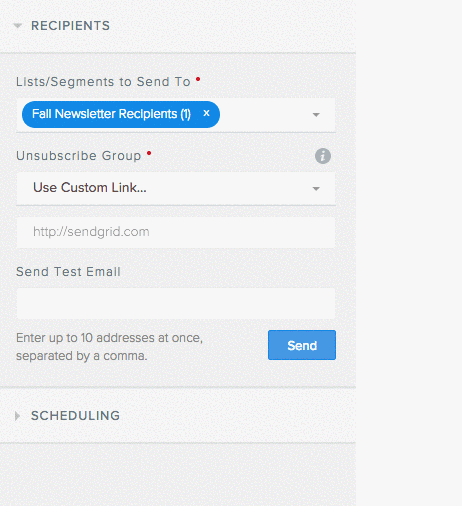 RECIPIENTS
Lists/Segments to Send To •
Fall Newsletter Recipients (1) x
Unsubscribe Group •
i
Use Custom Link...
http://sendgrid.com
Send Test Email
Enter up to 10 addresses at once,
separated by a comma.
Send
SCHEDULING